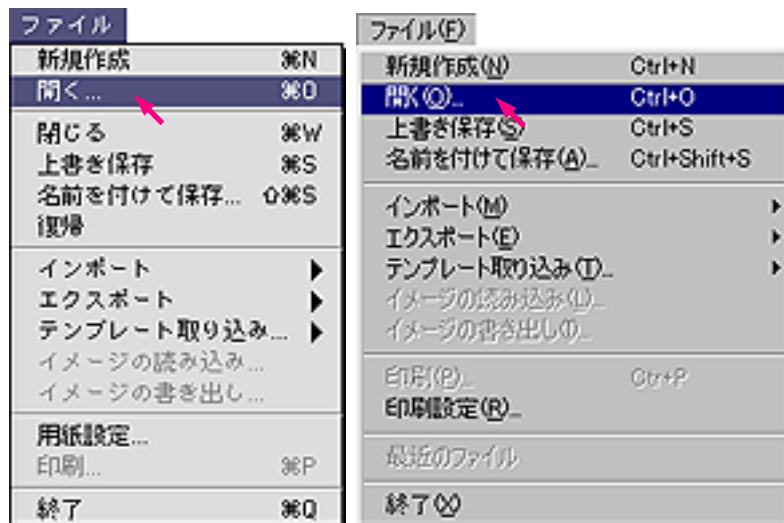 ファイル
新規作成 ⌘N
開く... ⌘O
閉じる ⌘W
上書き保存 ⌘S
名前を付けて保存... ⇧⌘S
復帰
インポート
エクスポート
テンプレート取り込み...
イメージの読み込み...
イメージの書き出し...
用紙設定...
印刷... ⌘P
終了 ⌘Q
ファイル(F)
新規作成(N) Ctrl+N
開く(O)... Ctrl+O
上書き保存(S) Ctrl+S
名前を付けて保存(A)... Ctrl+Shift+S
インポート(M)
エクスポート(E)
テンプレート取り込み(T)...
イメージの読み込み(L)...
イメージの書き出し(I)...
印刷(P)... Ctr+P
印刷設定(R)...
最近のファイル
終了(X)